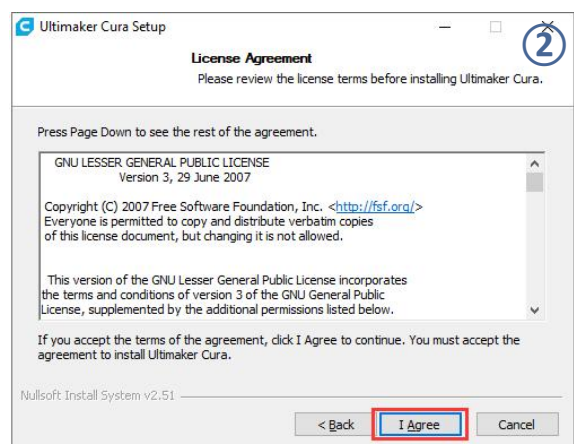 Ultimaker Cura Setup
②
License Agreement
Please review the license terms before installing Ultimaker Cura.
Press Page Down to see the rest of the agreement.
GNU LESSER GENERAL PUBLIC LICENSE
Version 3, 29 June 2007
Copyright (C) 2007 Free Software Foundation, Inc. <http://fsf.org/>
Everyone is permitted to copy and distribute verbatim copies
of this license document, but changing it is not allowed.
This version of the GNU Lesser General Public License incorporates
the terms and conditions of version 3 of the GNU General Public
License, supplemented by the additional permissions listed below.
If you accept the terms of the agreement, click I Agree to continue. You must accept the
agreement to install Ultimaker Cura.
Nullsoft Install System v2.51
< Back I Agree Cancel